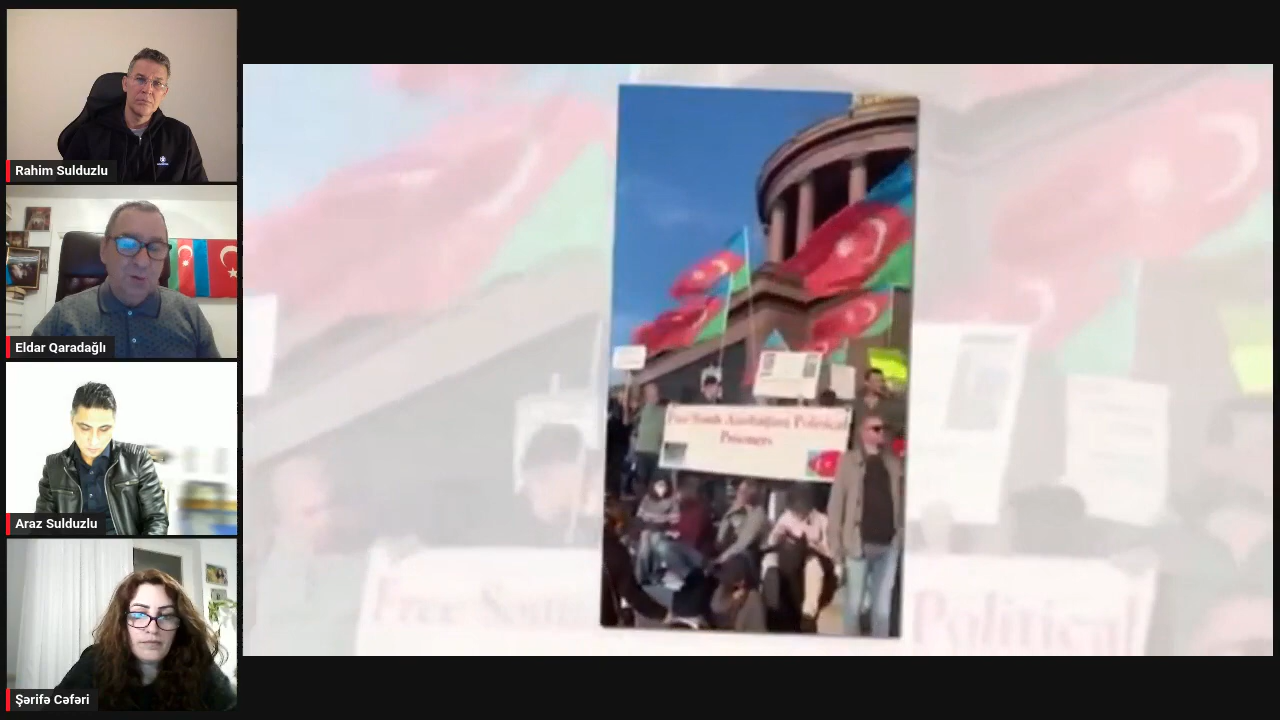 Rahim Sulduzlu
Eldar Qaradağlı
Araz Sulduzlu
Şərifə Cəfəri
Free South Azerbaijani Political
Prisoners